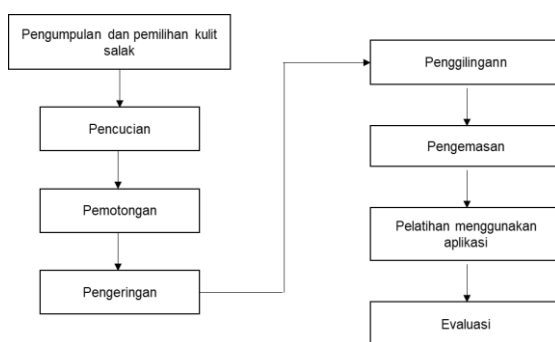 Pengumpulan dan pemilihan kulit
salak
Pencucian
Pemotongan
Pengeringan
Penggilingann
Pengemasan
Pelatihan menggunakan
aplikasi
Evaluasi